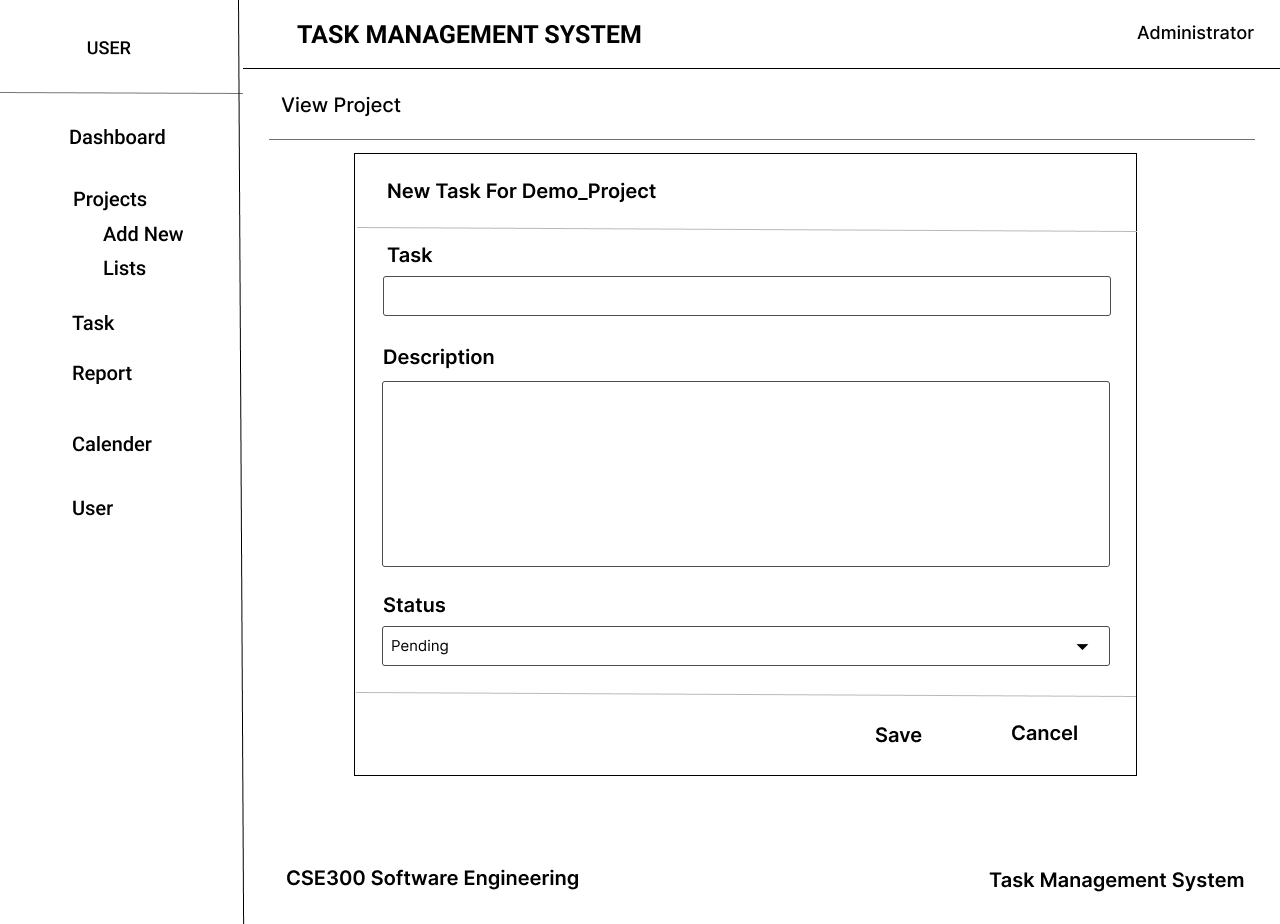 USER
TASK MANAGEMENT SYSTEM
Administrator
View Project
Dashboard
Projects
Add New
Lists
Task
Report
Calender
User
New Task For Demo_Project
Task
Description
Status
Pending
Save
Cancel
CSE300 Software Engineering
Task Management System